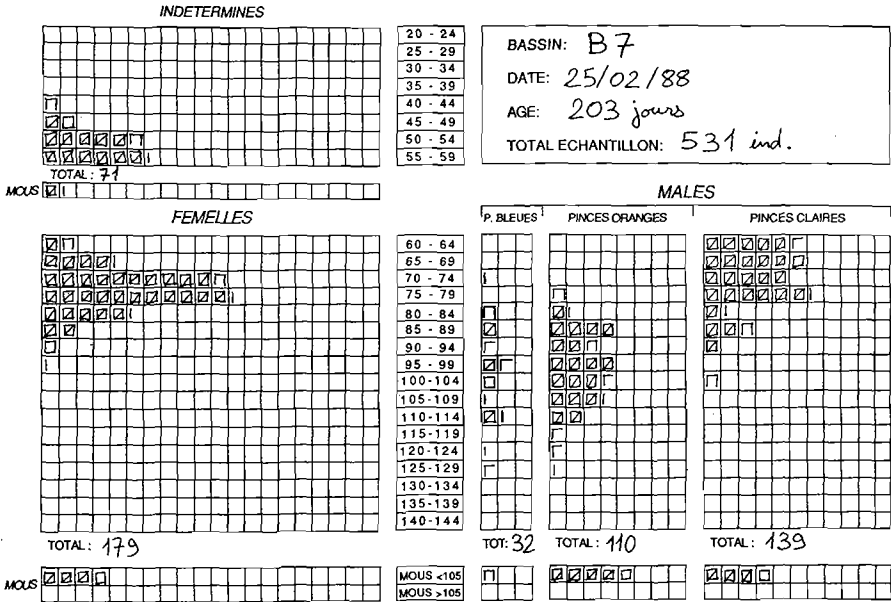 INDETERMINES
20 - 24
25 - 29
30 - 34
35 - 39
40 - 44
45 - 49
50 - 54
55 - 59
TOTAL : 71
MOUS
BASSIN: B7
DATE: 25/02/88
AGE: 203 jours
TOTAL ECHANTILLON: 531 ind.
MALES
FEMELLES
P. BLEUES
PINCES ORANGES
PINCES CLAIRES
60 - 64
65 - 69
70 - 74
75 - 79
80 - 84
85 - 89
90 - 94
95 - 99
100-104
105-109
110-114
115-119
120-124
125-129
130-134
135-139
140-144
TOTAL : 179
TOT: 32
TOTAL : 110
TOTAL : 139
MOUS
MOUS <105
MOUS >105